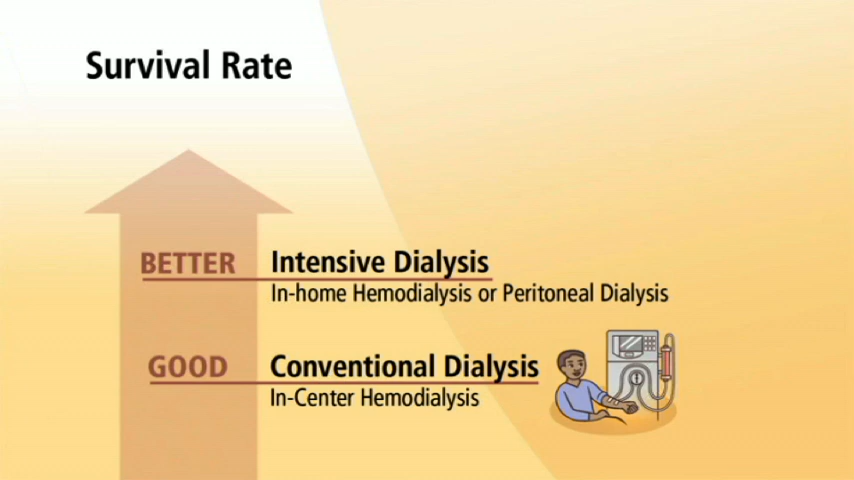 Survival Rate
BETTER Intensive Dialysis
In-home Hemodialysis or Peritoneal Dialysis
GOOD Conventional Dialysis
In-Center Hemodialysis